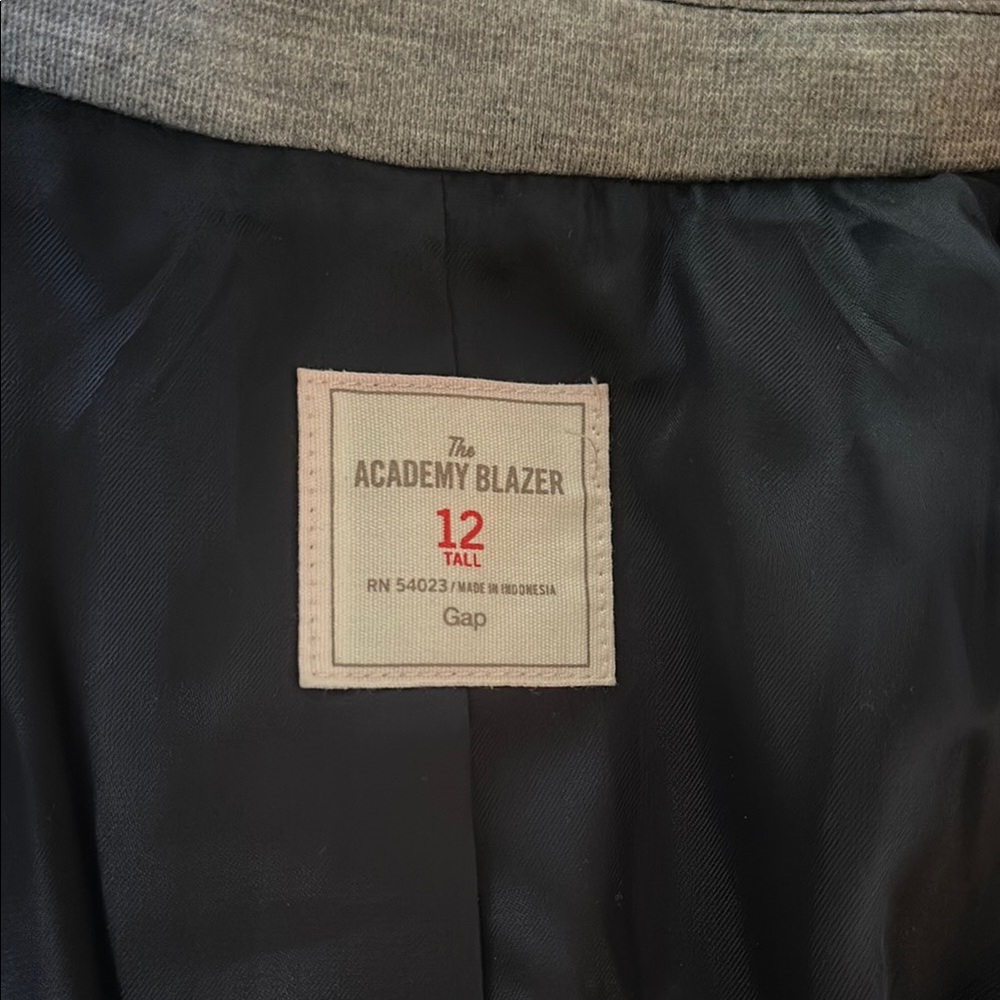 The
ACADEMY BLAZER
12
TALL
RN 54023 / MADE IN INDONESIA
Gap